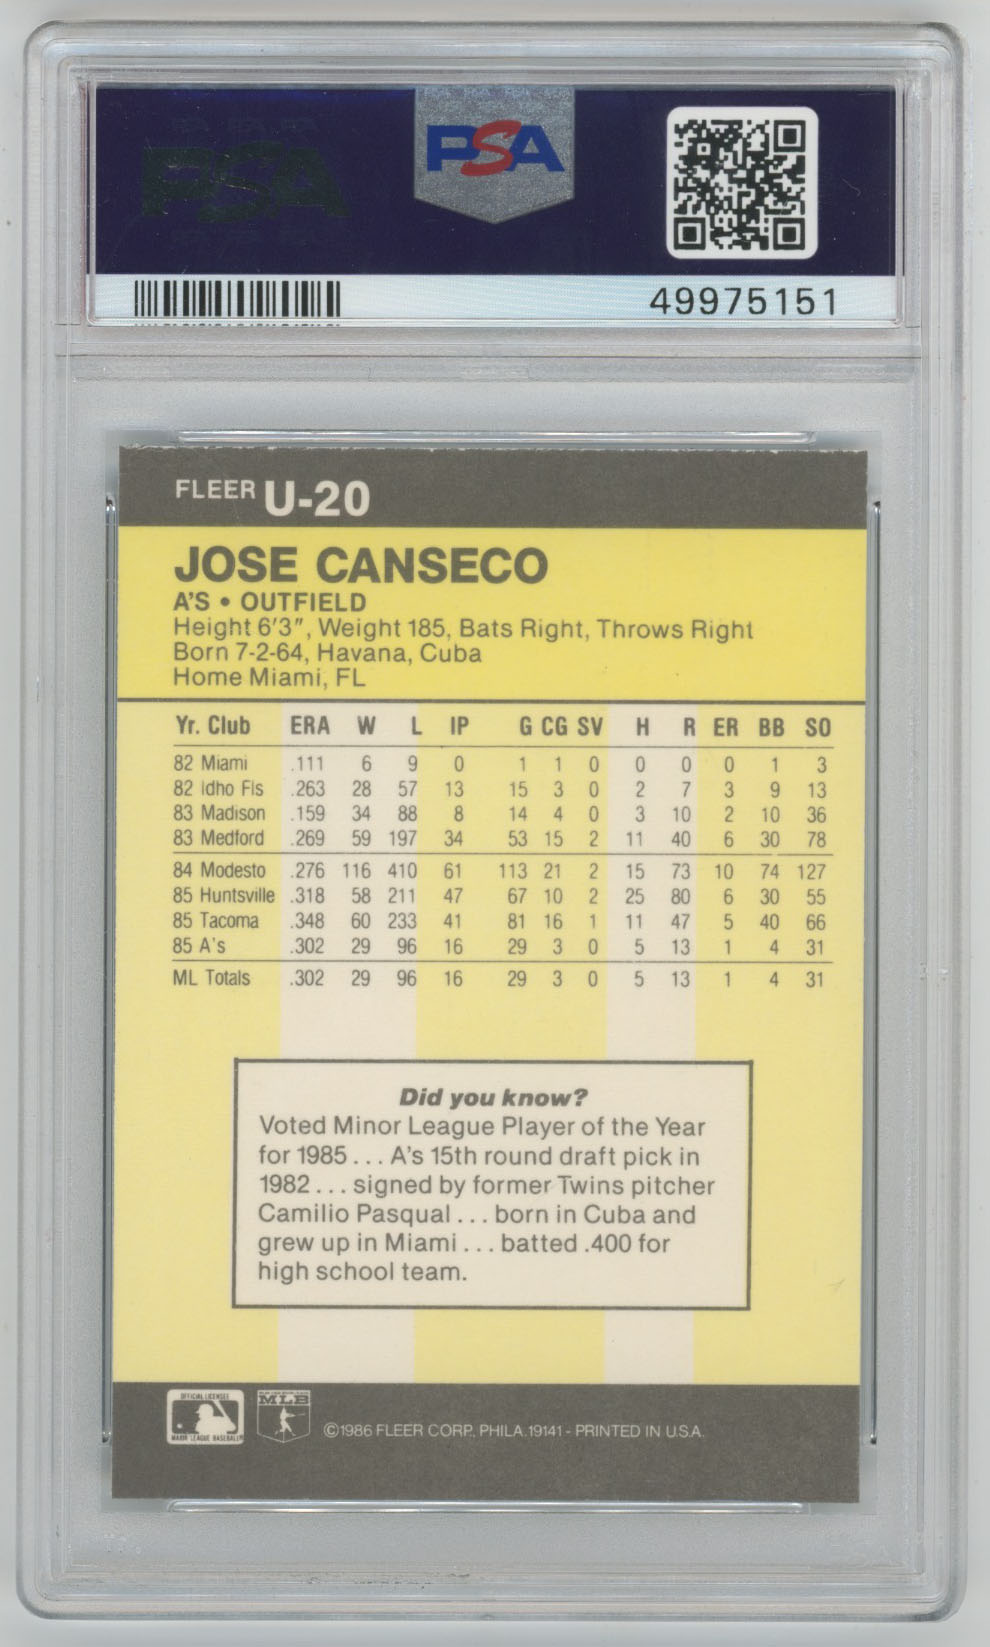 PSA
PSA
49975151
FLEER U-20
JOSE CANSECO
A'S • OUTFIELD
Height 6'3", Weight 185, Bats Right, Throws Right
Born 7-2-64, Havana, Cuba
Home Miami, FL
Yr. Club ERA W L IP G CG SV H R ER BB SO
82 Miami .111 6 9 0 1 1 0 0 0 0 1 3
82 Idho Fls .263 28 57 13 15 3 0 2 7 3 9 13
83 Madison .159 34 88 8 14 4 0 3 10 2 10 36
83 Medford .269 59 197 34 53 15 2 11 40 6 30 78
84 Modesto .276 116 410 61 113 21 2 15 73 10 74 127
85 Huntsville .318 58 211 47 67 10 2 25 80 6 30 55
85 Tacoma .348 60 233 41 81 16 1 11 47 5 40 66
85 A's .302 29 96 16 29 3 0 5 13 1 4 31
ML Totals .302 29 96 16 29 3 0 5 13 1 4 31
Did you know?
Voted Minor League Player of the Year
for 1985 ... A's 15th round draft pick in
1982 ... signed by former Twins pitcher
Camilio Pasqual ... born in Cuba and
grew up in Miami ... batted .400 for
high school team.
OFFICIAL LICENSEE
MAJOR LEAGUE BASEBALL
MLB
©1986 FLEER CORP., PHILA. 19141 - PRINTED IN U.S.A.